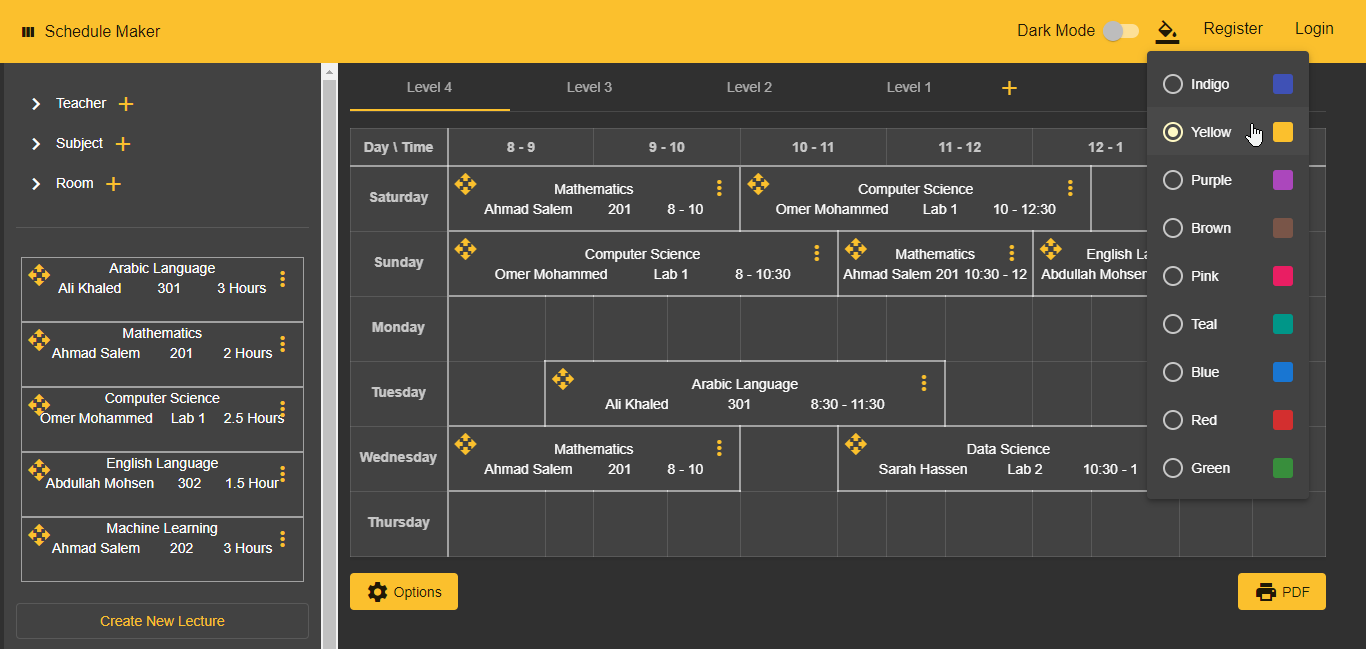 Schedule Maker
Dark Mode
Register
Login
Teacher
Subject
Room
Arabic Language
Ali Khaled 301 3 Hours
Mathematics
Ahmad Salem 201 2 Hours
Computer Science
Omer Mohammed Lab 1 2.5 Hours
English Language
Abdullah Mohsen 302 1.5 Hour
Machine Learning
Ahmad Salem 202 3 Hours
Create New Lecture
Level 4 Level 3 Level 2 Level 1
Day \ Time 8 - 9 9 - 10 10 - 11 11 - 12 12 - 1
Saturday
Mathematics
Ahmad Salem 201 8 - 10
Computer Science
Omer Mohammed Lab 1 10 - 12:30
Sunday
Computer Science
Omer Mohammed Lab 1 8 - 10:30
Mathematics
Ahmad Salem 201 10:30 - 12
English La
Abdullah Mohsen
Monday
Tuesday
Arabic Language
Ali Khaled 301 8:30 - 11:30
Wednesday
Mathematics
Ahmad Salem 201 8 - 10
Data Science
Sarah Hassen Lab 2 10:30 - 1
Thursday
Options
PDF
Indigo
Yellow
Purple
Brown
Pink
Teal
Blue
Red
Green